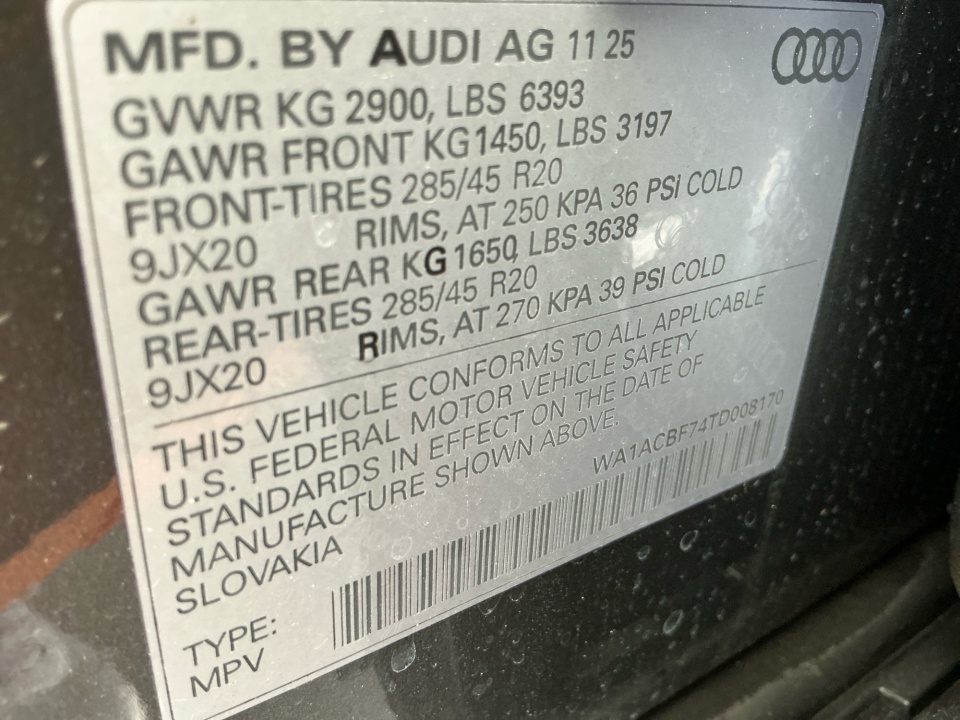 MFD. BY AUDI AG 11 25
GVWR KG 2900, LBS 6393
GAWR FRONT KG1450, LBS 3197
FRONT-TIRES 285/45 R20
9JX20 RIMS, AT 250 KPA 36 PSI COLD
GAWR REAR KG 1650, LBS 3638
REAR-TIRES 285/45 R20
9JX20 RIMS, AT 270 KPA 39 PSI COLD
THIS VEHICLE CONFORMS TO ALL APPLICABLE
U.S. FEDERAL MOTOR VEHICLE SAFETY
STANDARDS IN EFFECT ON THE DATE OF
MANUFACTURE SHOWN ABOVE.
SLOVAKIA
WA1ACBF74TD008170
TYPE:
MPV